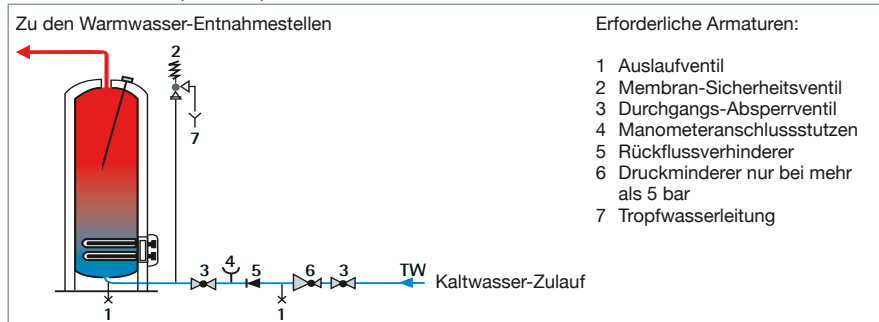 Zu den Warmwasser-Entnahmestellen
Erforderliche Armaturen:
1 Auslaufventil
2 Membran-Sicherheitsventil
3 Durchgangs-Absperrventil
4 Manometeranschlussstutzen
5 Rückflussverhinderer
6 Druckminderer nur bei mehr
als 5 bar
7 Tropfwasserleitung
2
7
3 4 5 6 3 TW
Kaltwasser-Zulauf
1 1